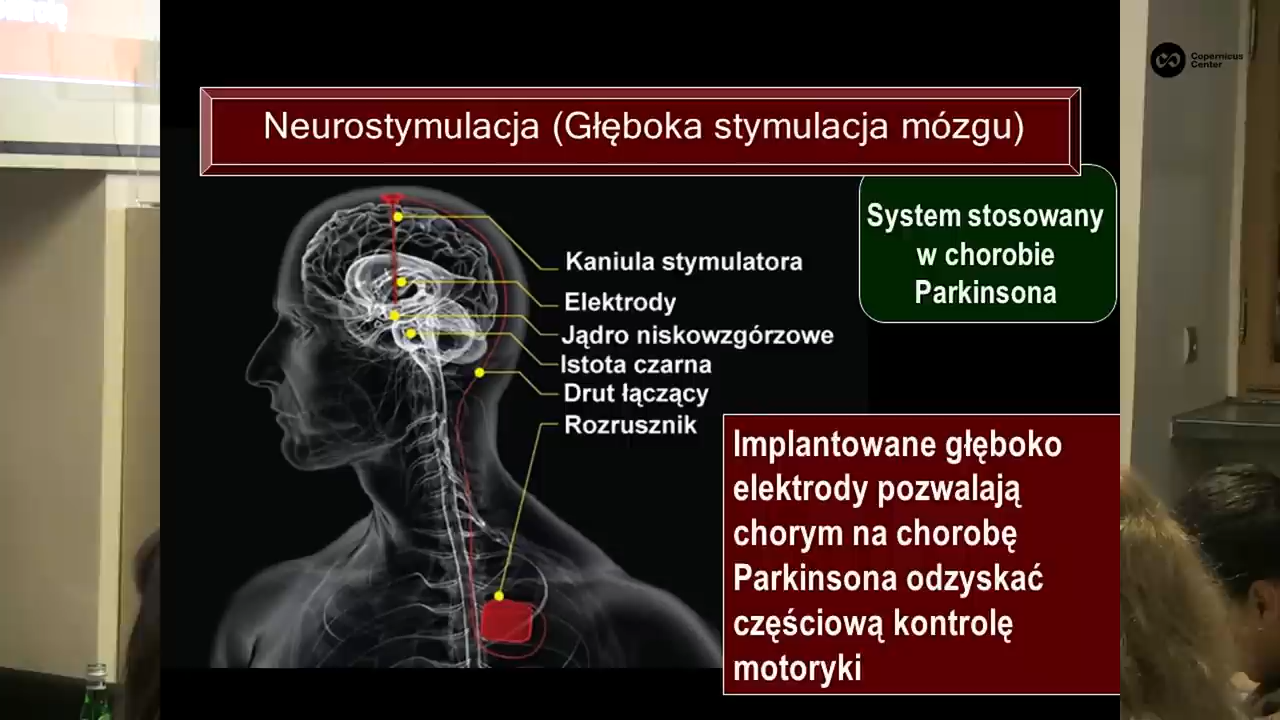 Copernicus
Center
Neurostymulacja (Głęboka stymulacja mózgu)
System stosowany
w chorobie
Parkinsona
Kaniula stymulatora
Elektrody
Jądro niskowzgórzowe
Istota czarna
Drut łączący
Rozrusznik
Implantowane głęboko
elektrody pozwalają
chorym na chorobę
Parkinsona odzyskać
częściową kontrolę
motoryki